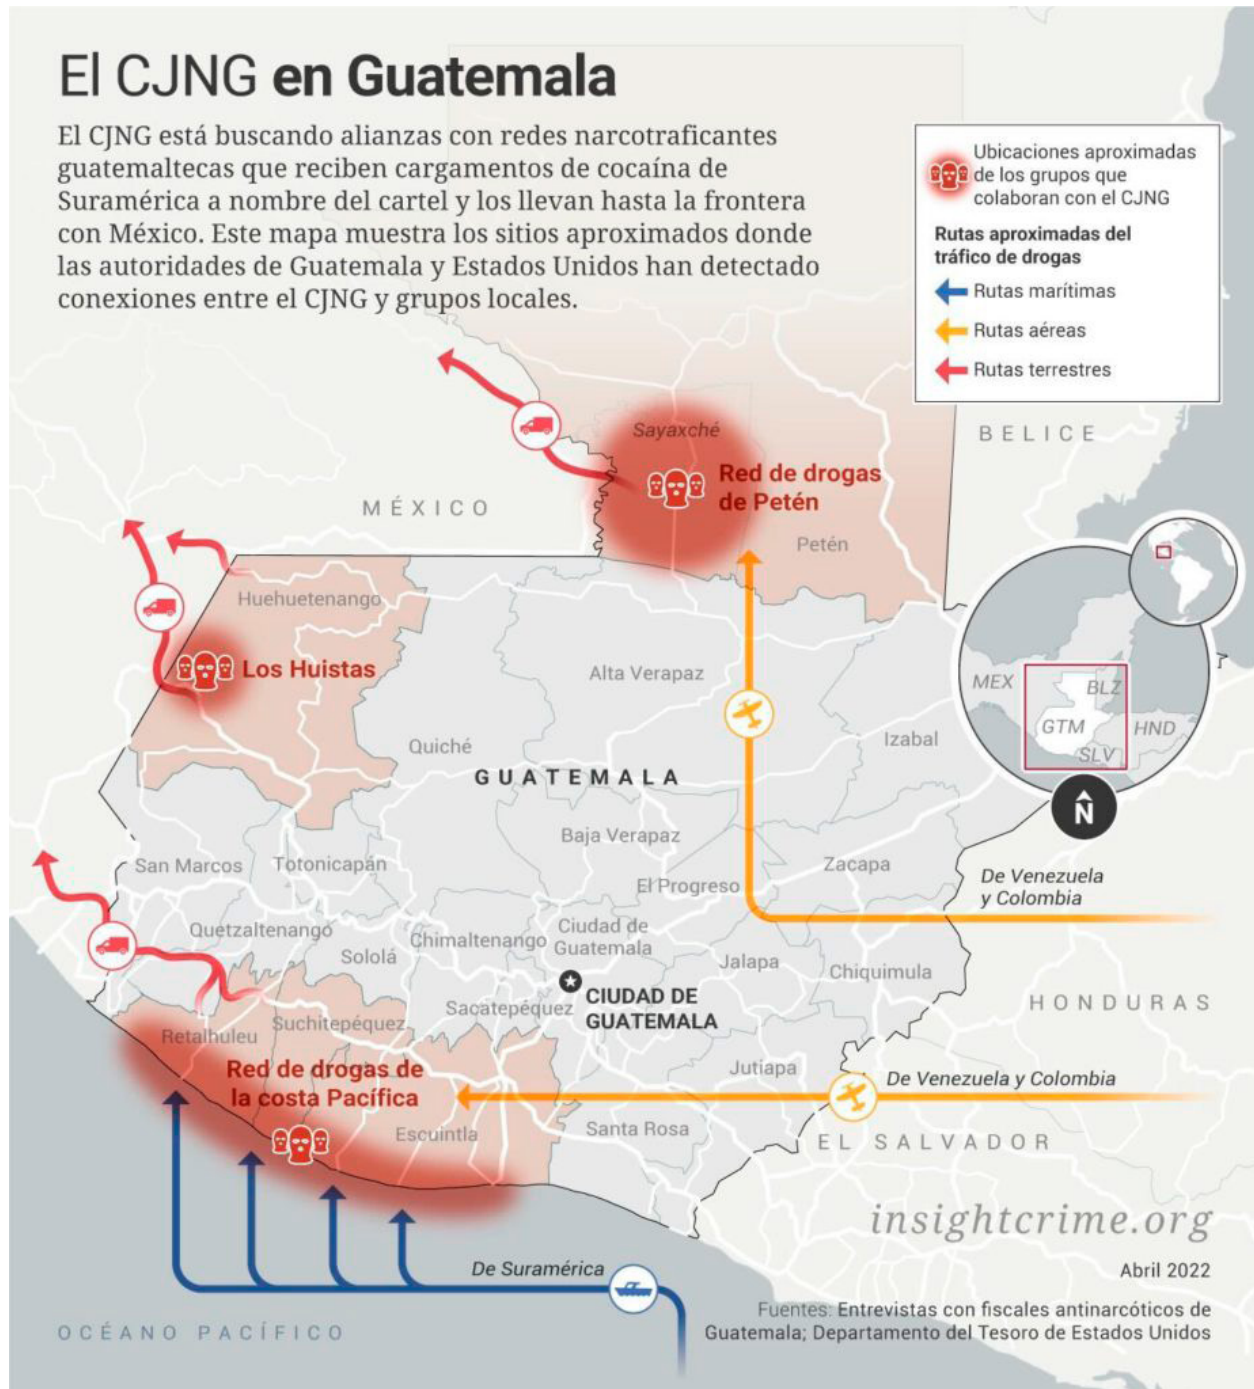 El CJNG en Guatemala
El CJNG está buscando alianzas con redes narcotraficantes
guatemaltecas que reciben cargamentos de cocaína de
Suramérica a nombre del cartel y los llevan hasta la frontera
con México. Este mapa muestra los sitios aproximados donde
las autoridades de Guatemala y Estados Unidos han detectado
conexiones entre el CJNG y grupos locales.
Ubicaciones aproximadas
de los grupos que
colaboran con el CJNG
Rutas aproximadas del
tráfico de drogas
Rutas marítimas
Rutas aéreas
Rutas terrestres
Sayaxché
BELICE
Red de drogas
de Petén
MÉXICO
Petén
Huehuetenango
Los Huistas
Alta Verapaz
MEX
BLZ
GTM
HND
SLV
N
Quiché
Izabal
GUATEMALA
Baja Verapaz
San Marcos
Totonicapán
Zacapa
El Progreso
De Venezuela
y Colombia
Quetzaltenango
Sololá
Chimaltenango
Ciudad de
Guatemala
Jalapa
Chiquimula
Sacatepéquez
CIUDAD DE
GUATEMALA
HONDURAS
Retalhuleu
Suchitepéquez
Red de drogas de
la costa Pacífica
Jutiapa
De Venezuela y Colombia
Escuintla
Santa Rosa
EL SALVADOR
insightcrime.org
De Suramérica
Abril 2022
OCÉANO PACÍFICO
Fuentes: Entrevistas con fiscales antinarcóticos de
Guatemala; Departamento del Tesoro de Estados Unidos